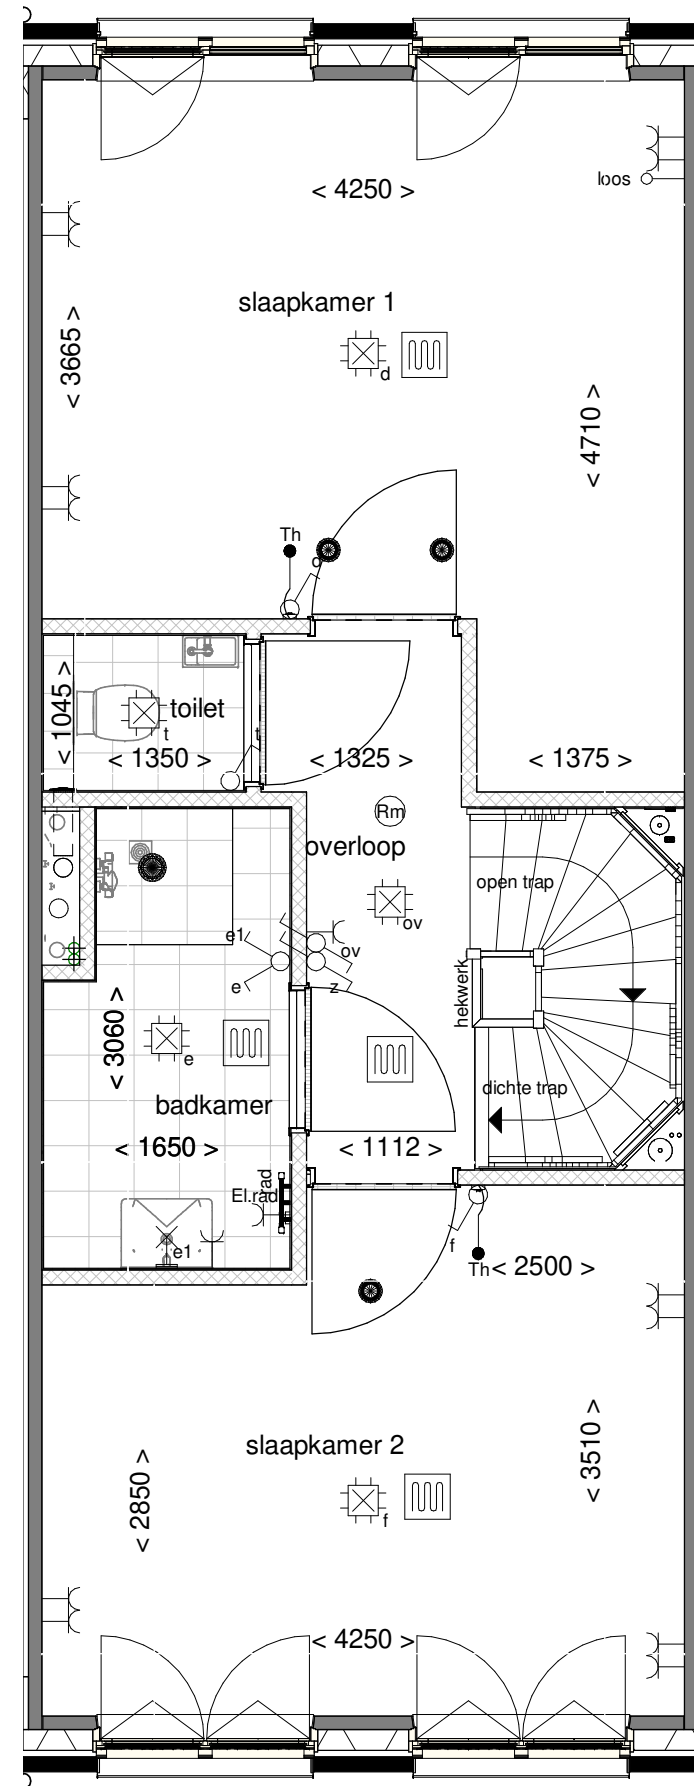 loos
< 4250 >
slaapkamer 1
< 3665 >
d
< 4710 >
Th
d
< 1045 >
toilet
t
t
< 1350 >
< 1325 >
< 1375 >
Rm
overloop
open trap
ov
e1
ov
e
z
hekwerk
< 3060 >
e
badkamer
dichte trap
< 1650 >
< 1112 >
rad
El.rad
e1
f
Th
< 2500 >
slaapkamer 2
< 3510 >
< 2850 >
f
< 4250 >